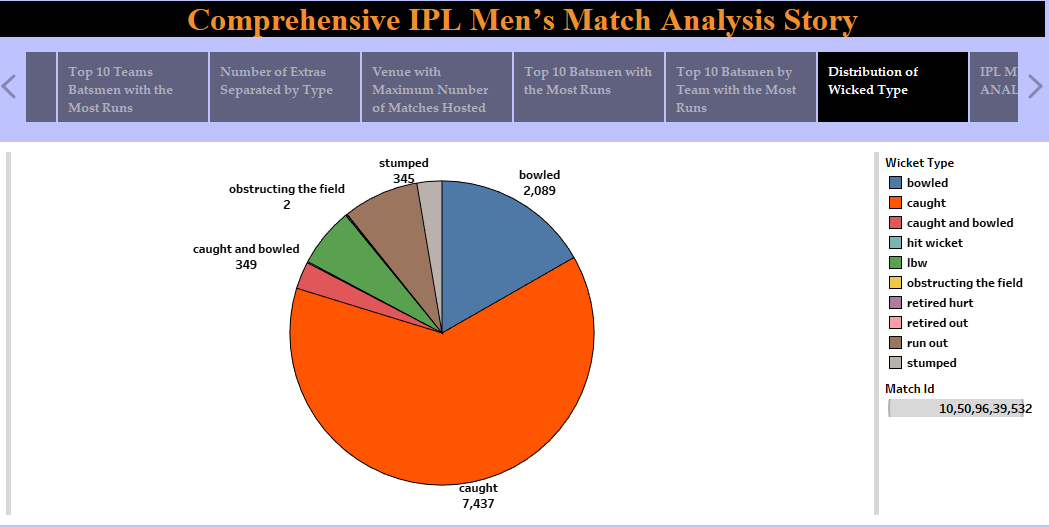 Comprehensive IPL Men’s Match Analysis Story
Top 10 Teams
Batsmen with the
Most Runs
Number of Extras
Separated by Type
Venue with
Maximum Number
of Matches Hosted
Top 10 Batsmen with
the Most Runs
Top 10 Batsmen by
Team with the Most
Runs
Distribution of
Wicked Type
IPL M
ANAL
stumped
345
bowled
2,089
obstructing the field
2
caught and bowled
349
caught
7,437
Wicket Type
bowled
caught
caught and bowled
hit wicket
lbw
obstructing the field
retired hurt
retired out
run out
stumped
Match Id
10,50,96,39,532